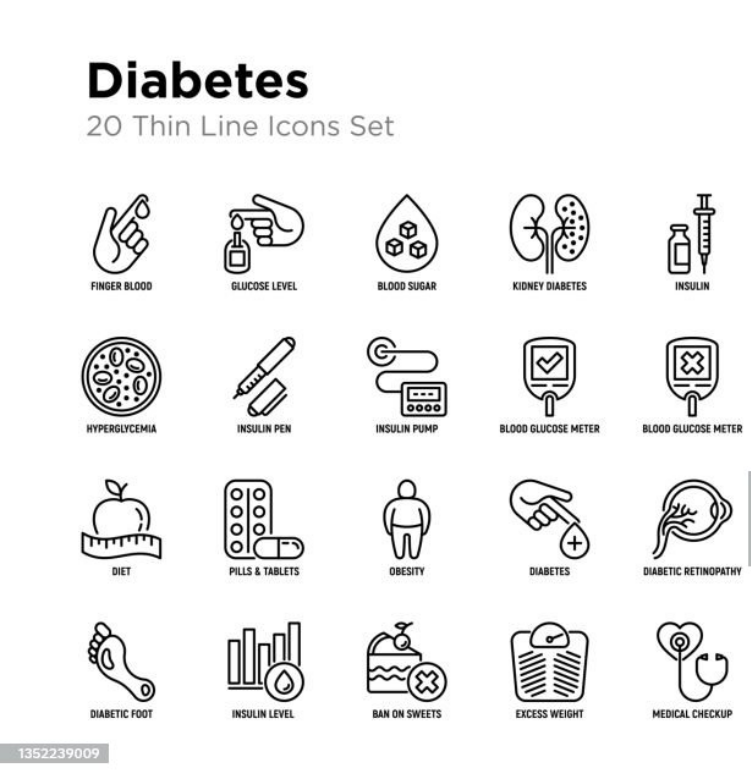 Diabetes
20 Thin Line Icons Set
FINGER BLOOD
GLUCOSE LEVEL
BLOOD SUGAR
KIDNEY DIABETES
INSULIN
HYPERGLYCEMIA
INSULIN PEN
INSULIN PUMP
BLOOD GLUCOSE METER
BLOOD GLUCOSE METER
DIET
PILLS & TABLETS
OBESITY
DIABETES
DIABETIC RETINOPATHY
DIABETIC FOOT
INSULIN LEVEL
BAN ON SWEETS
EXCESS WEIGHT
MEDICAL CHECKUP
1352239009